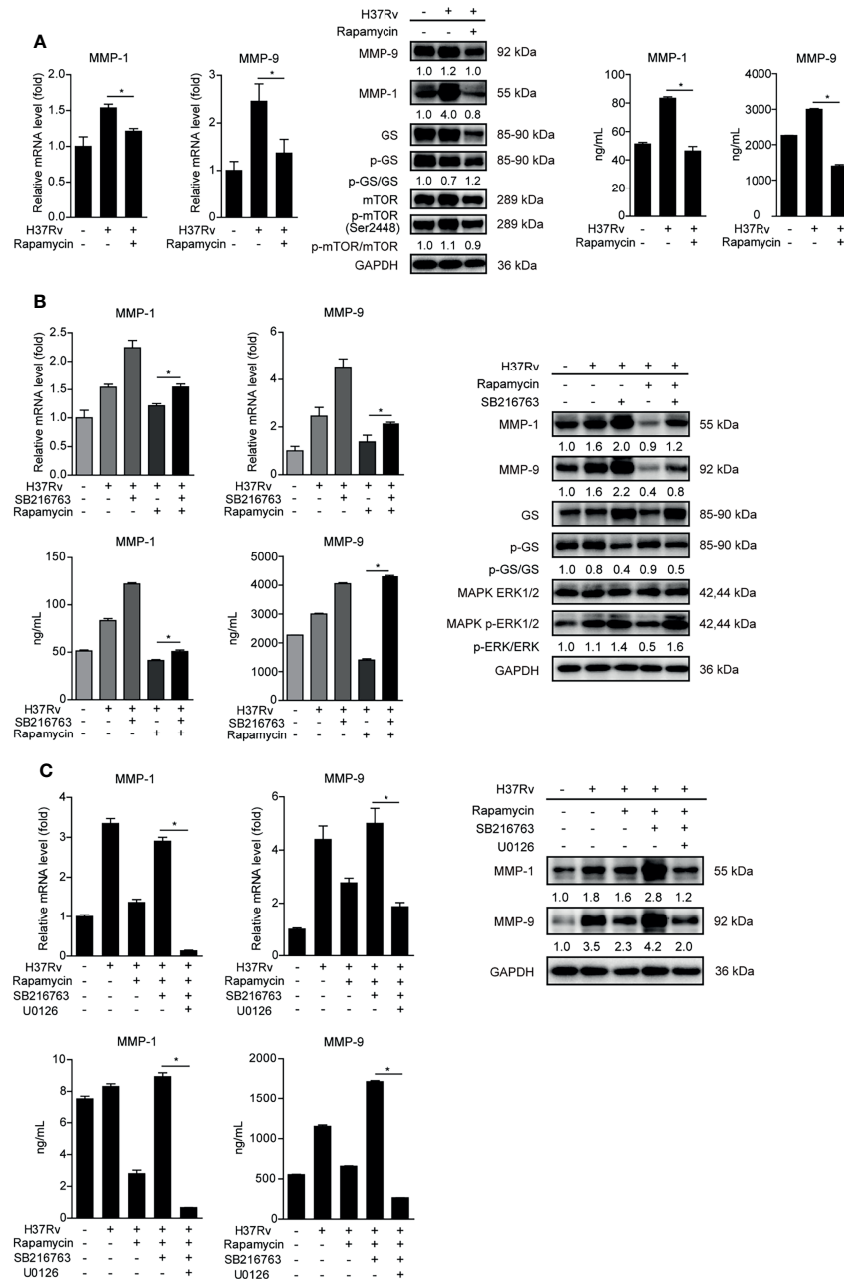 A
MMP-1
Relative mRNA level (fold)
2.0
1.5
1.0
0.5
0.0
*
H37Rv - + +
Rapamycin - - +
MMP-9
Relative mRNA level (fold)
3
2
1
0
*
H37Rv - + +
Rapamycin - - +
H37Rv - + +
Rapamycin - - +
MMP-9 92 kDa
1.0 1.2 1.0
MMP-1 55 kDa
1.0 4.0 0.8
GS 85-90 kDa
p-GS 85-90 kDa
p-GS/GS 1.0 0.7 1.2
mTOR 289 kDa
p-mTOR
(Ser2448) 289 kDa
p-mTOR/mTOR 1.0 1.1 0.9
GAPDH 36 kDa
MMP-1
ng/mL
100
80
60
40
20
0
*
H37Rv - + +
Rapamycin - - +
MMP-9
ng/mL
4000
3000
2000
1000
0
*
H37Rv - + +
Rapamycin - - +
B
MMP-1
Relative mRNA level (fold)
2.5
2.0
1.5
1.0
0.5
0.0
*
H37Rv - + + + +
SB216763 - - + - +
Rapamycin - - - + +
MMP-9
Relative mRNA level (fold)
6
4
2
0
*
H37Rv - + + + +
SB216763 - - + - +
Rapamycin - - - + +
MMP-1
ng/mL
150
100
50
0
*
H37Rv - + + + +
SB216763 - - + - +
Rapamycin - - - + +
MMP-9
ng/mL
5000
4000
3000
2000
1000
0
*
H37Rv - + + + +
SB216763 - - + - +
Rapamycin - - - + +
H37Rv - + + + +
Rapamycin - - - + +
SB216763 - - + - +
MMP-1 55 kDa
1.0 1.6 2.0 0.9 1.2
MMP-9 92 kDa
1.0 1.6 2.2 0.4 0.8
GS 85-90 kDa
p-GS 85-90 kDa
p-GS/GS 1.0 0.8 0.4 0.9 0.5
MAPK ERK1/2 42,44 kDa
MAPK p-ERK1/2 42,44 kDa
p-ERK/ERK 1.0 1.1 1.4 0.5 1.6
GAPDH 36 kDa
C
MMP-1
Relative mRNA level (fold)
4
3
2
1
0
*
H37Rv - + + + +
Rapamycin - - + + +
SB216763 - - - + +
U0126 - - - - +
MMP-9
Relative mRNA level (fold)
6
4
2
0
*
H37Rv - + + + +
Rapamycin - - + + +
SB216763 - - - + +
U0126 - - - - +
MMP-1
ng/mL
10
8
6
4
2
0
*
H37Rv - + + + +
Rapamycin - - + + +
SB216763 - - - + +
U0126 - - - - +
MMP-9
ng/mL
2000
1500
1000
500
0
*
H37Rv - + + + +
Rapamycin - - + + +
SB216763 - - - + +
U0126 - - - - +
H37Rv - + + + +
Rapamycin - - + + +
SB216763 - - - + +
U0126 - - - - +
MMP-1 55 kDa
1.0 1.8 1.6 2.8 1.2
MMP-9 92 kDa
1.0 3.5 2.3 4.2 2.0
GAPDH 36 kDa